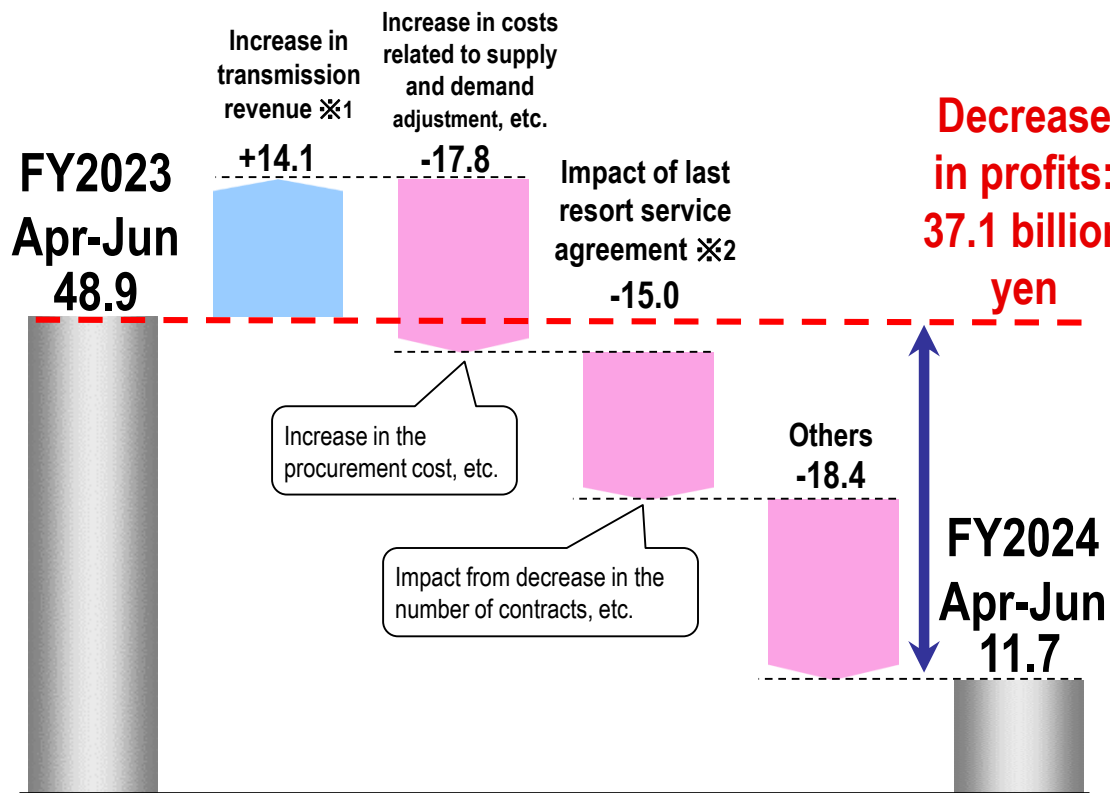 FY2023
Apr-Jun
48.9
Increase in
transmission
revenue ※1
+14.1
Increase in costs
related to supply
and demand
adjustment, etc.
-17.8
Impact of last
resort service
agreement ※2
-15.0
Decrease
in profits:
37.1 billion
yen
Increase in the
procurement cost, etc.
Others
-18.4
Impact from decrease in the
number of contracts, etc.
FY2024
Apr-Jun
11.7